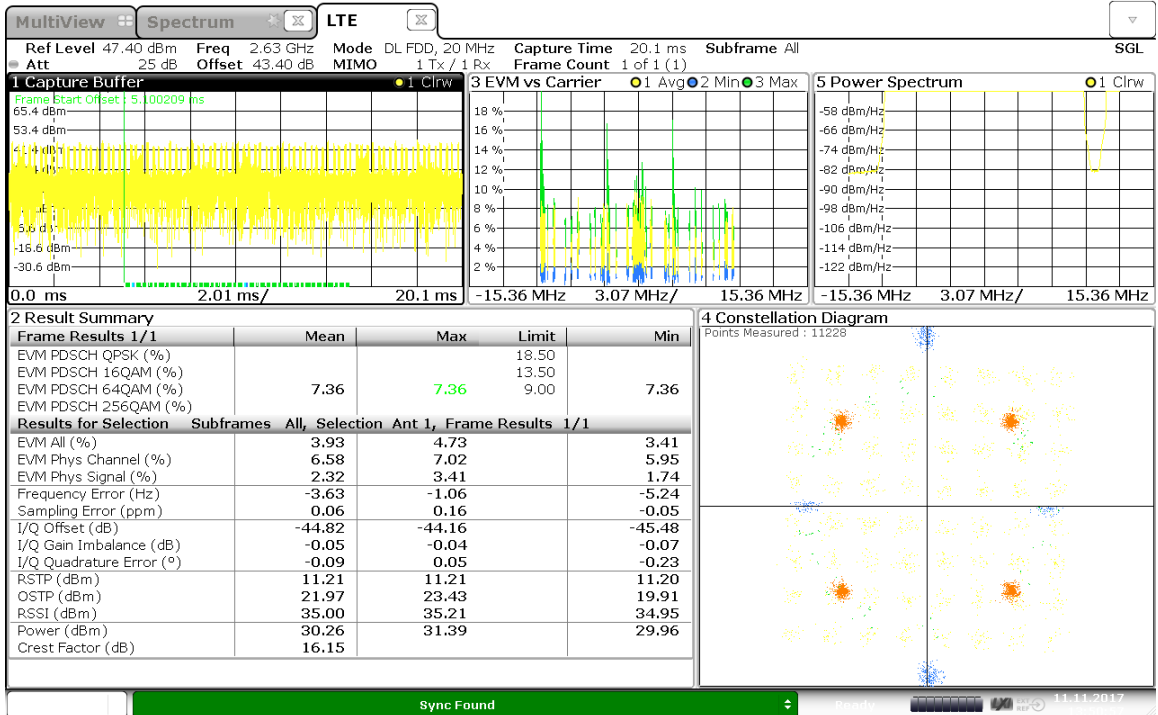 MultiView Spectrum LTE
Ref Level 47.40 dBm Freq 2.63 GHz Mode DL FDD, 20 MHz Capture Time 20.1 ms Subframe All SGL
Att 25 dB Offset 43.40 dB MIMO 1 Tx / 1 Rx Frame Count 1 of 1 (1)
1 Capture Buffer 1 Clrw
Frame Start Offset : 5.100209 ms
65.4 dBm
53.4 dBm
-16.6 dBm
-30.6 dBm
0.0 ms 2.01 ms/ 20.1 ms
3 EVM vs Carrier 1 Avg 2 Min 3 Max
18 %
16 %
14 %
12 %
10 %
8 %
6 %
4 %
2 %
-15.36 MHz 3.07 MHz/ 15.36 MHz
5 Power Spectrum 1 Clrw
-58 dBm/Hz
-66 dBm/Hz
-74 dBm/Hz
-82 dBm/Hz
-90 dBm/Hz
-98 dBm/Hz
-106 dBm/Hz
-114 dBm/Hz
-122 dBm/Hz
-15.36 MHz 3.07 MHz/ 15.36 MHz
2 Result Summary
Frame Results 1/1 Mean Max Limit Min
EVM PDSCH QPSK (%) 18.50
EVM PDSCH 16QAM (%) 13.50
EVM PDSCH 64QAM (%) 7.36 7.36 9.00 7.36
EVM PDSCH 256QAM (%)
Results for Selection Subframes All, Selection Ant 1, Frame Results 1/1
EVM All (%) 3.93 4.73 3.41
EVM Phys Channel (%) 6.58 7.02 5.95
EVM Phys Signal (%) 2.32 3.41 1.74
Frequency Error (Hz) -3.63 -1.06 -5.24
Sampling Error (ppm) 0.06 0.16 -0.05
I/Q Offset (dB) -44.82 -44.16 -45.48
I/Q Gain Imbalance (dB) -0.05 -0.04 -0.07
I/Q Quadrature Error (º) -0.09 0.05 -0.23
RSTP (dBm) 11.21 11.21 11.20
OSTP (dBm) 21.97 23.43 19.91
RSSI (dBm) 35.00 35.21 34.95
Power (dBm) 30.26 31.39 29.96
Crest Factor (dB) 16.15
4 Constellation Diagram
Points Measured : 11228
Sync Found
Ready LXI EXT REF 11.11.2017